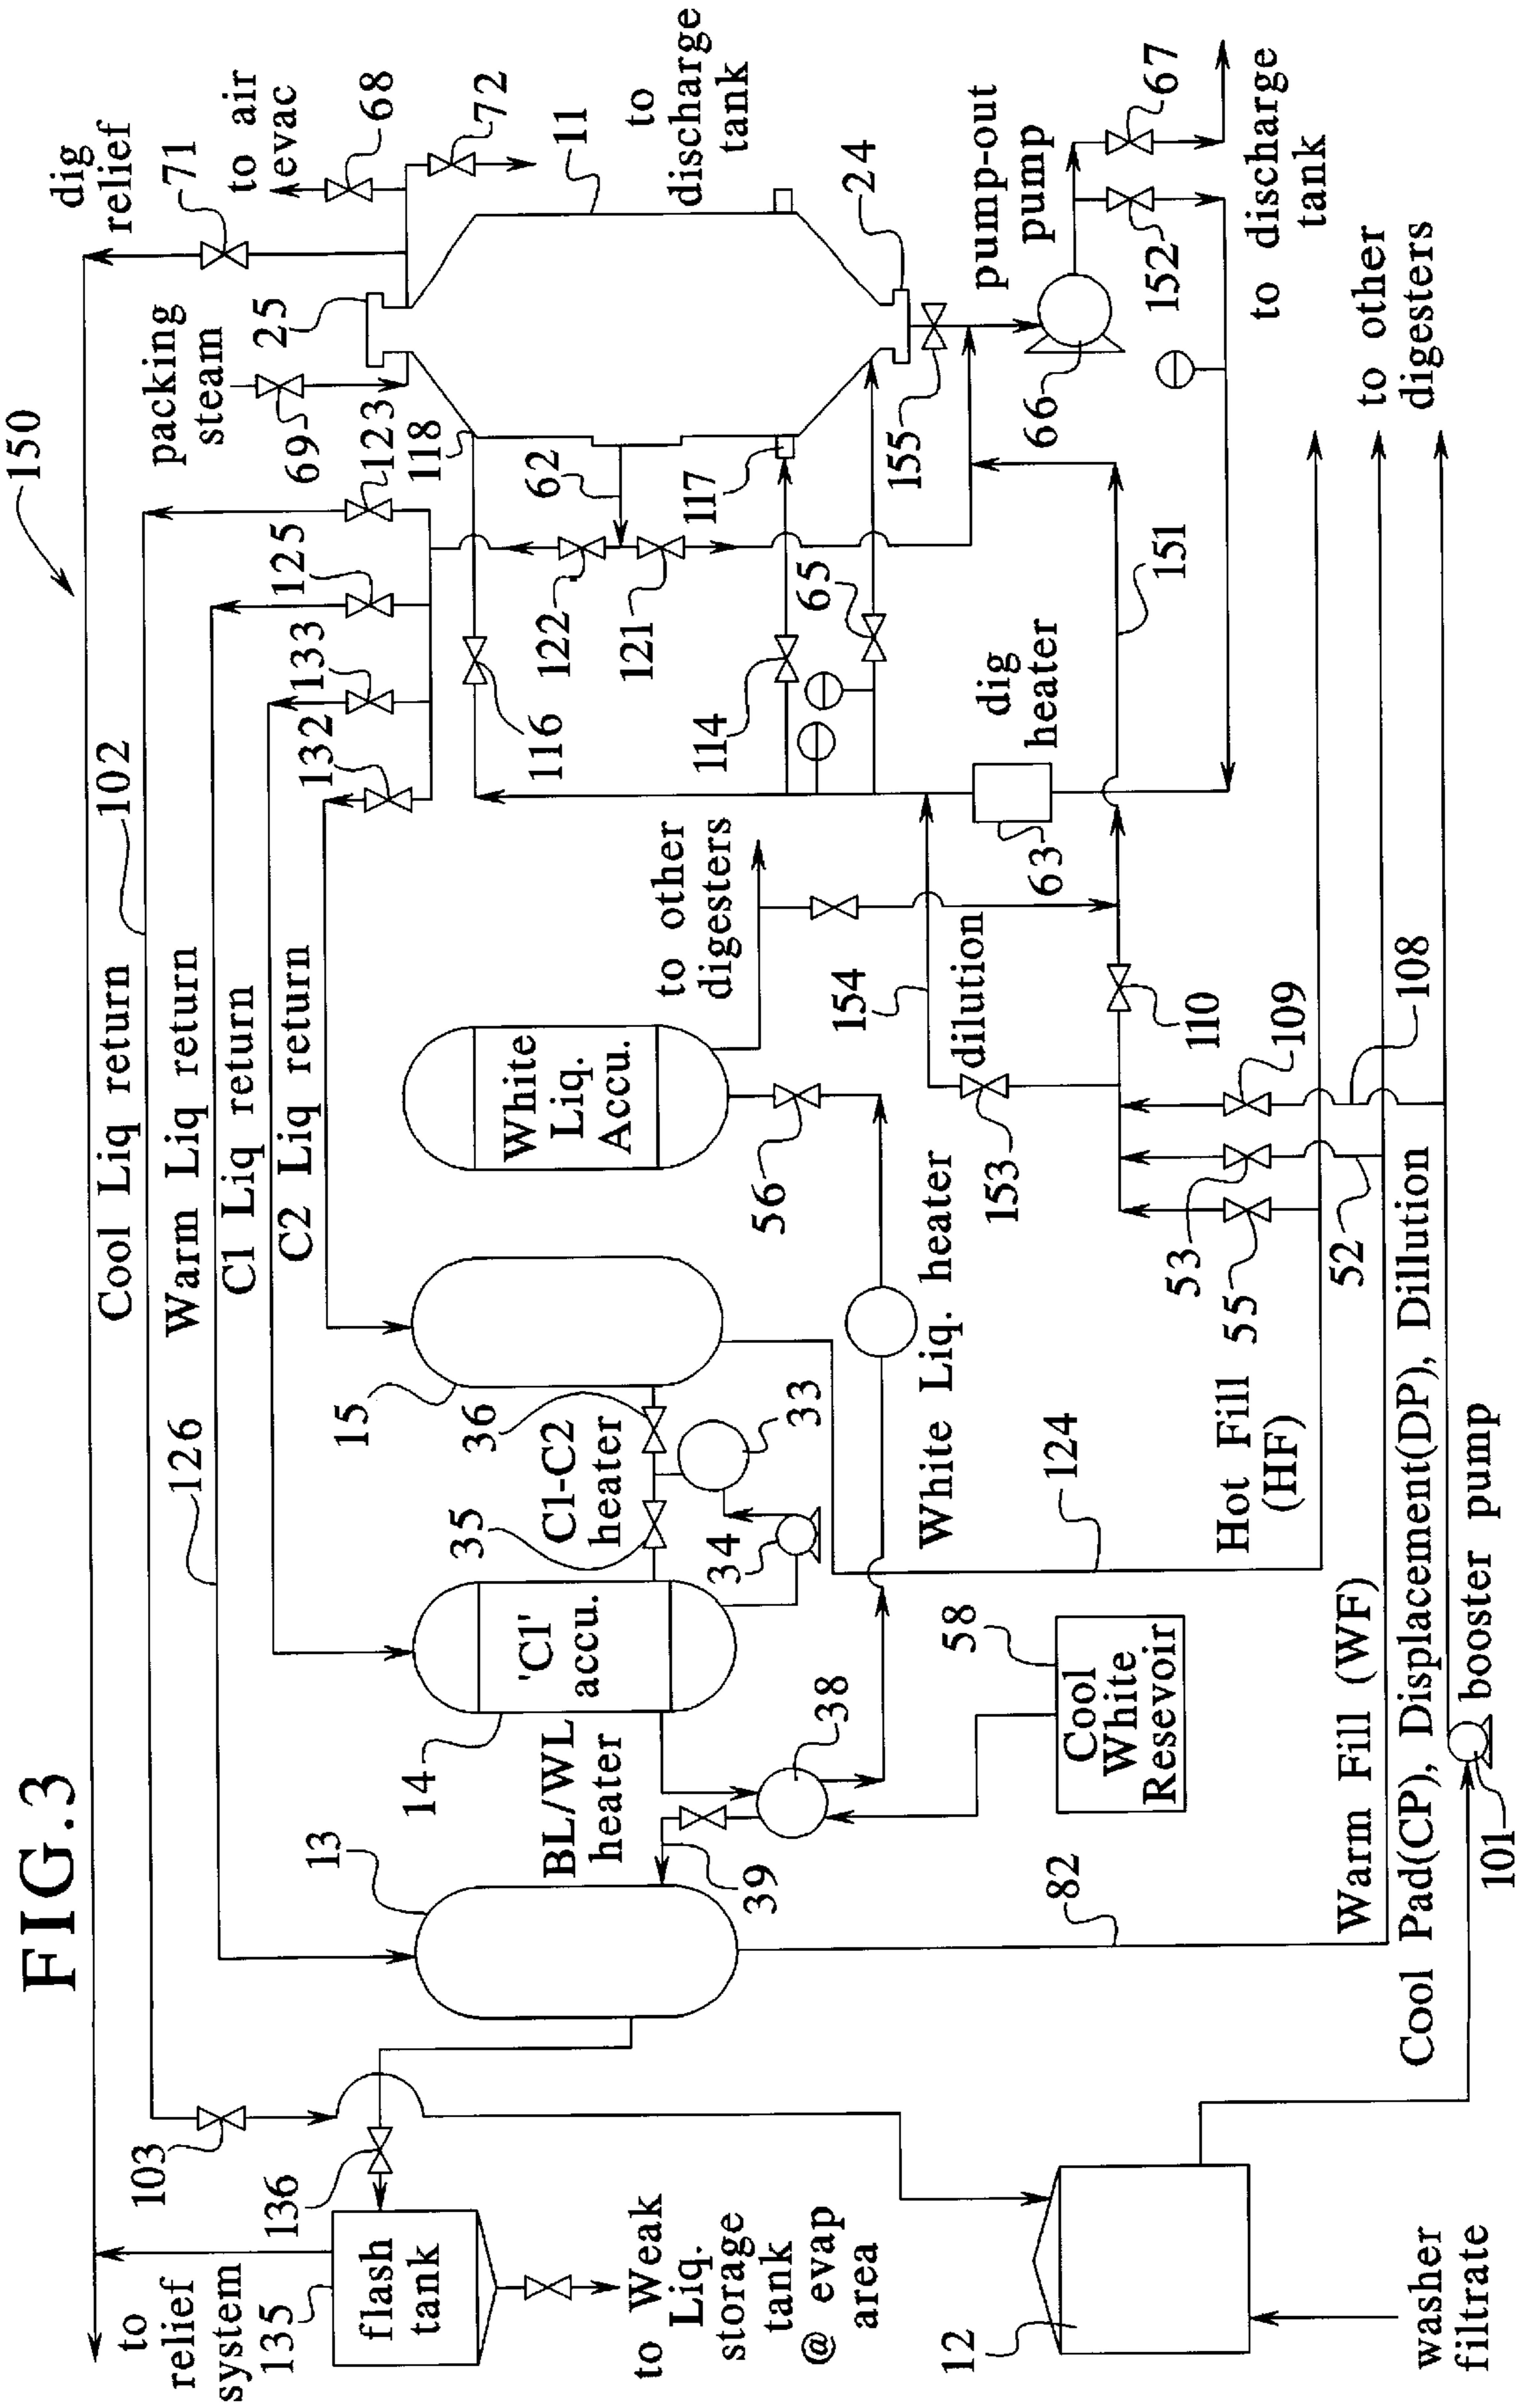 FIG.3
150
to
relief
system
dig
relief
71
to air
evac
68
72
11
to
discharge
tank
packing
steam
25
69
123
118
125
133
132
Cool Liq return
102
Warm Liq return
126
C1 Liq return
C2 Liq return
103
136
135
flash
tank
to Weak
Liq.
storage
tank
@ evap
area
13
BL/WL
heater
39
14
'C1'
accu.
35
C1-C2
heater
36
34
33
15
White
Liq.
Accu.
56
to other
digesters
116
114
122
121
62
117
65
155
24
pump-out
pump
66
67
152
to discharge
tank
151
dig
heater
63
154
dilution
153
110
109
108
53
55
52
White Liq. heater
38
58
Cool
White
Resevoir
82
124
Hot Fill
(HF)
Warm Fill (WF)
Cool Pad(CP), Displacement(DP), Dillution
to other
digesters
booster pump
101
12
washer
filtrate